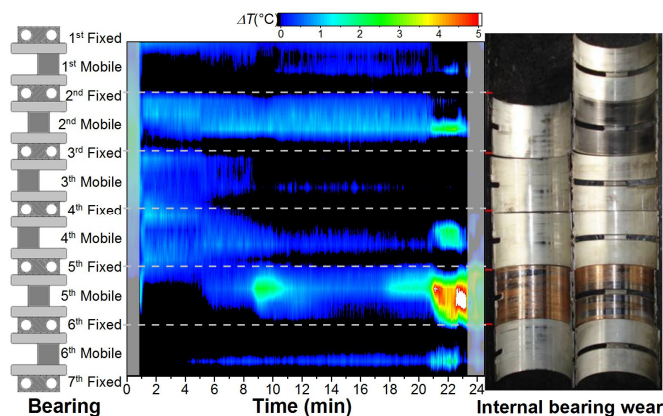 ΔT(°C)
0 1 2 3 4 5
1st Fixed
1st Mobile
2nd Fixed
2nd Mobile
3rd Fixed
3th Mobile
4th Fixed
4th Mobile
5th Fixed
5th Mobile
6th Fixed
6th Mobile
7th Fixed
0 2 4 6 8 10 12 14 16 18 20 22 24
Bearing
Time (min)
Internal bearing wear